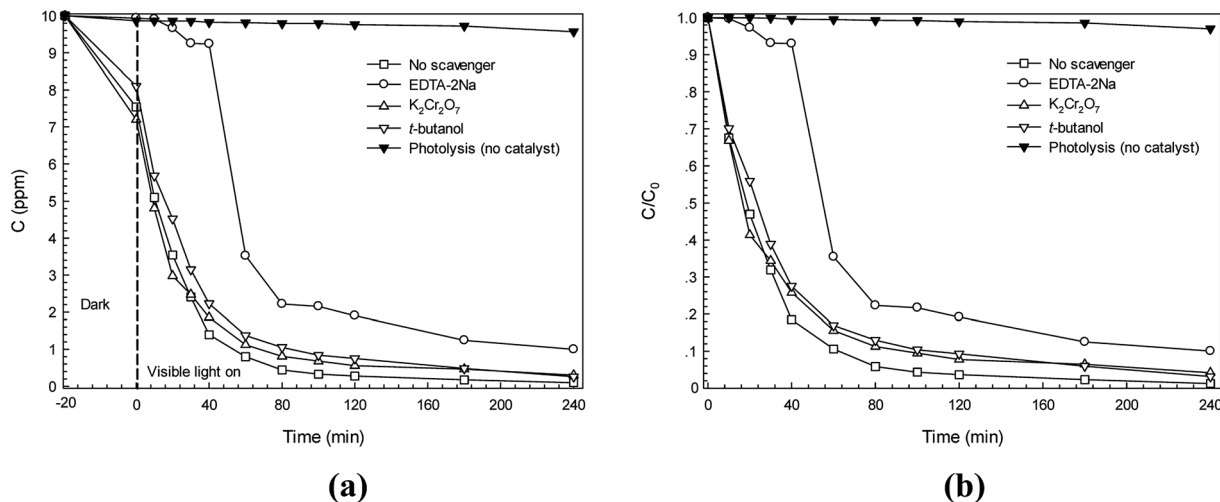 10
9
8
7
6
5
4
3
2
1
0
C (ppm)
-20
0
40
80
120
160
200
240
Time (min)
Dark
Visible light on
No scavenger
EDTA-2Na
K₂Cr₂O₇
t-butanol
Photolysis (no catalyst)
(a)
1.0
.9
.8
.7
.6
.5
.4
.3
.2
.1
0
C/C₀
0
40
80
120
160
200
240
Time (min)
No scavenger
EDTA-2Na
K₂Cr₂O₇
t-butanol
Photolysis (no catalyst)
(b)